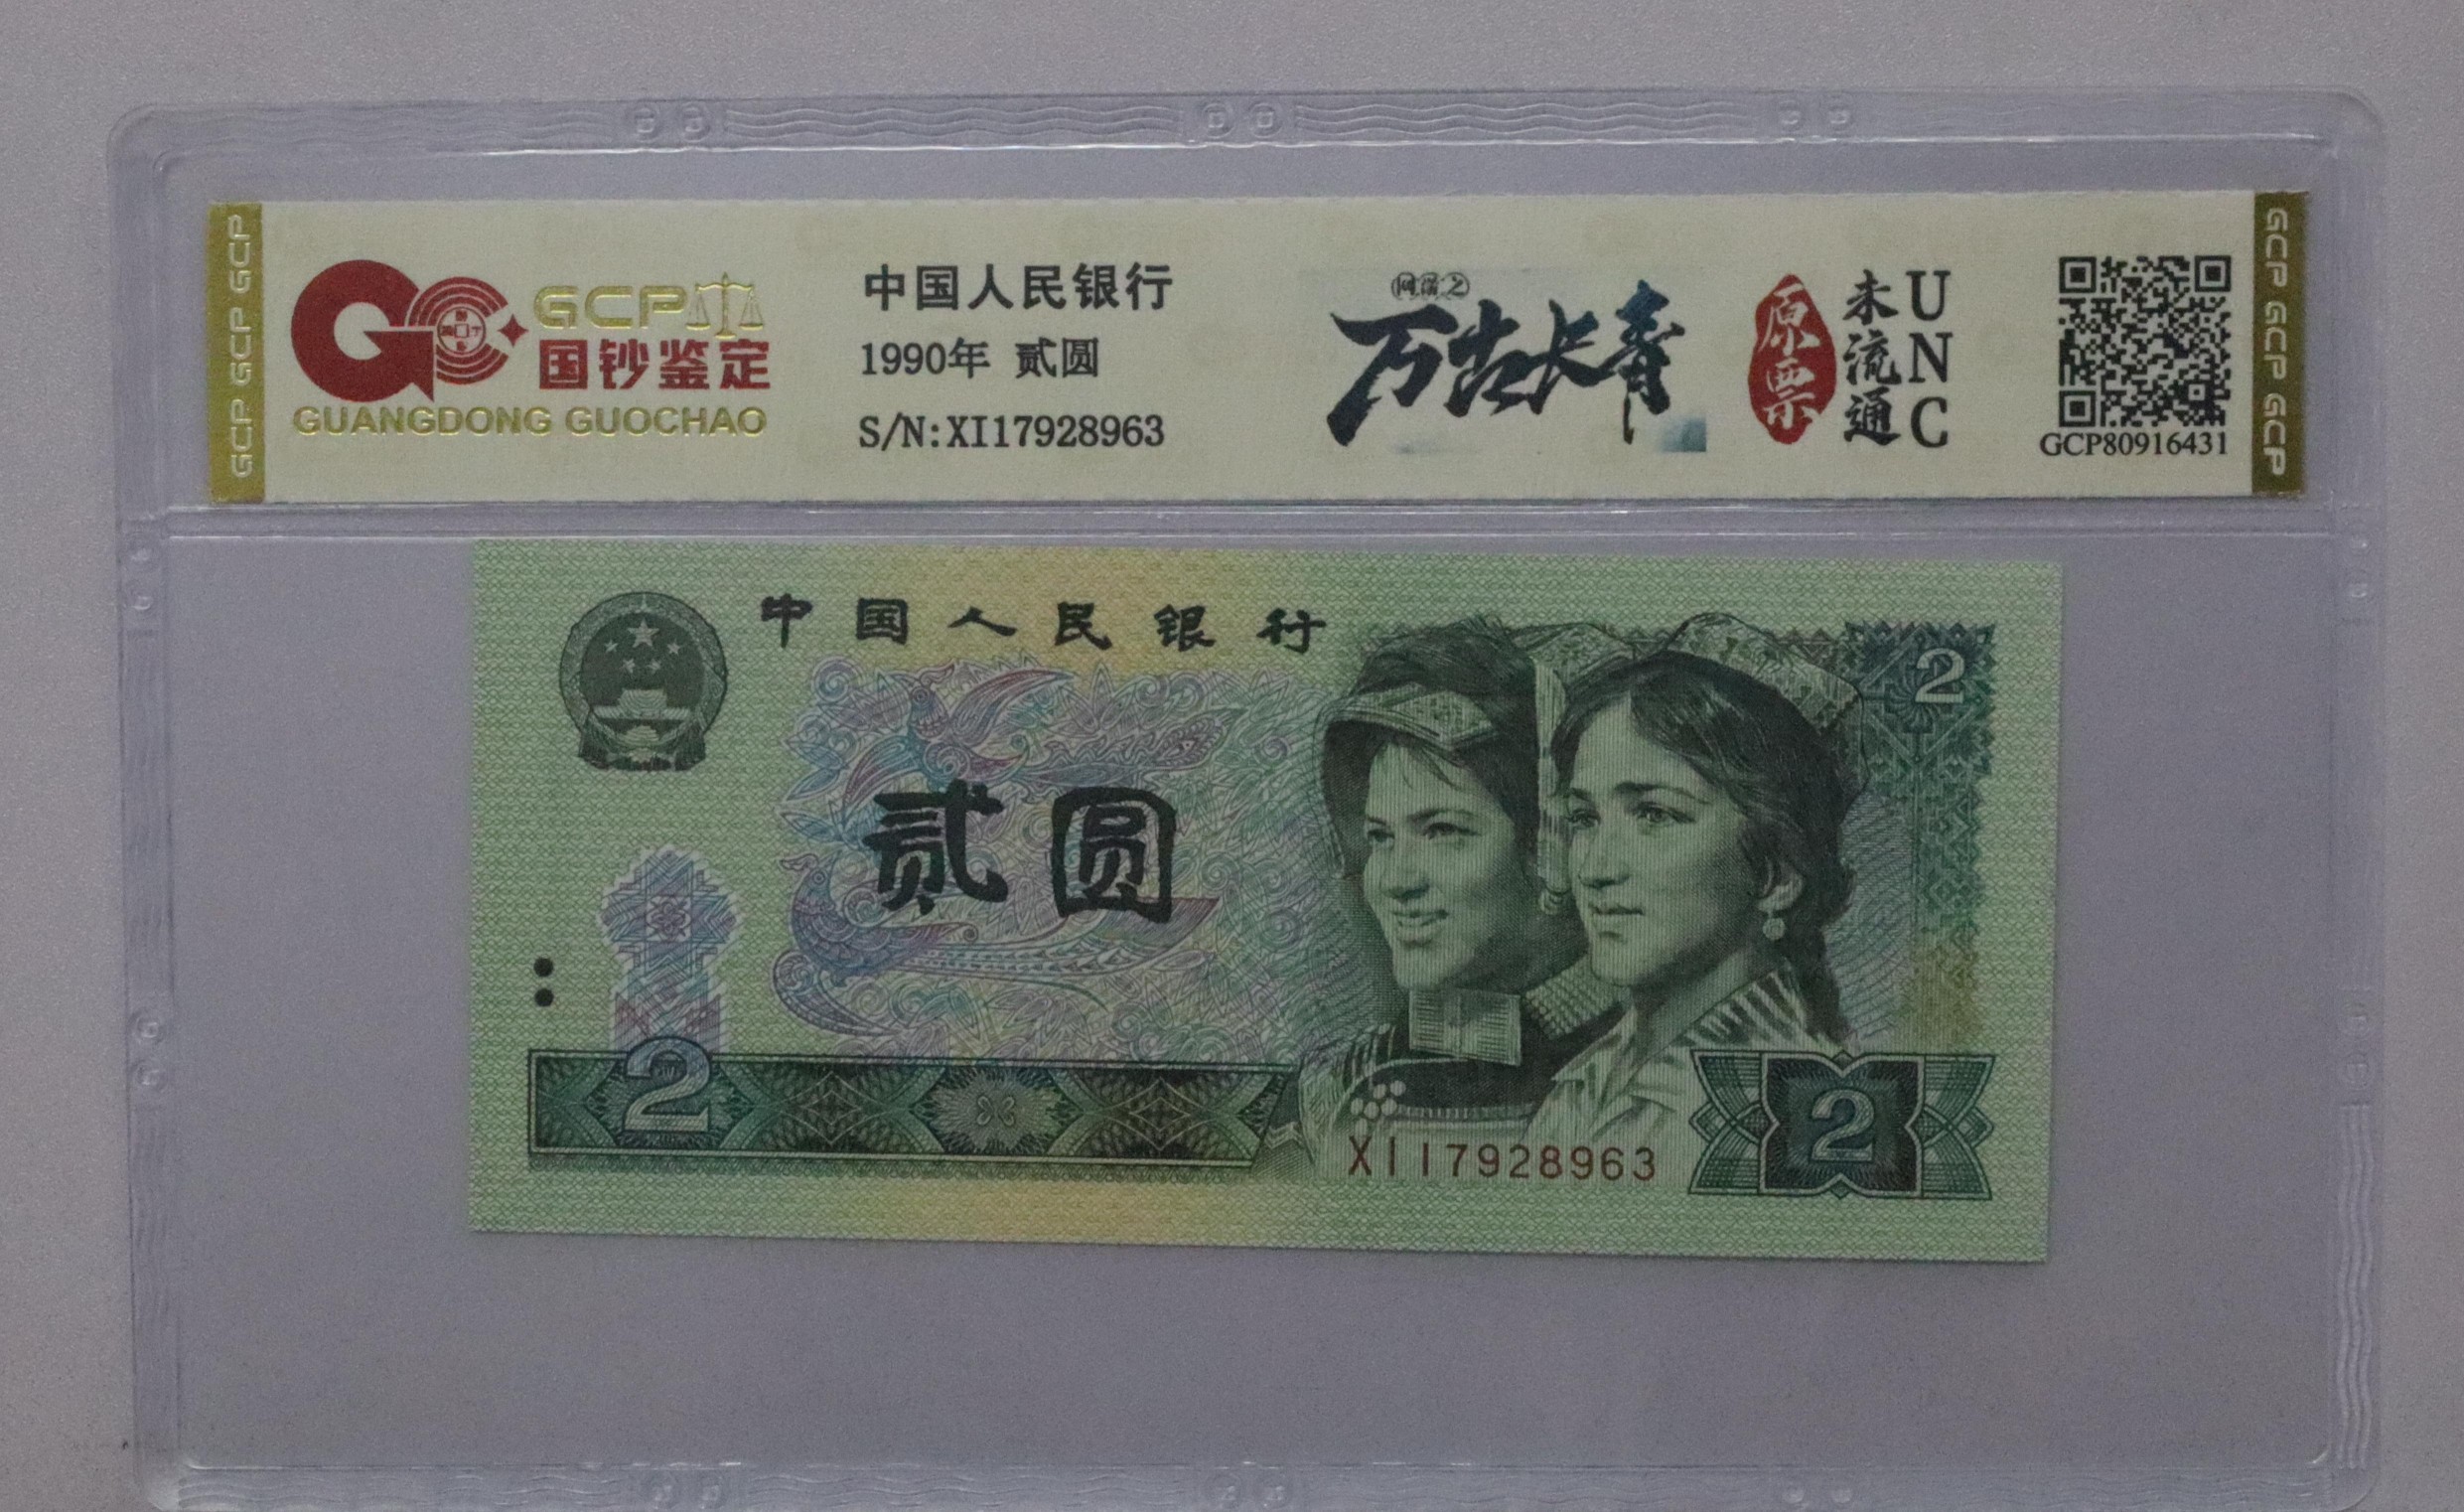 GCP GCP GCP
GCP
国钞鉴定
GUANGDONG GUOCHAO
中国人民银行
1990年 贰圆
S/N:XI17928963
万古长青
原票
未流通
UNC
GCP80916431
GCP GCP GCP
中国人民银行
2
贰圆
2
XI17928963
2